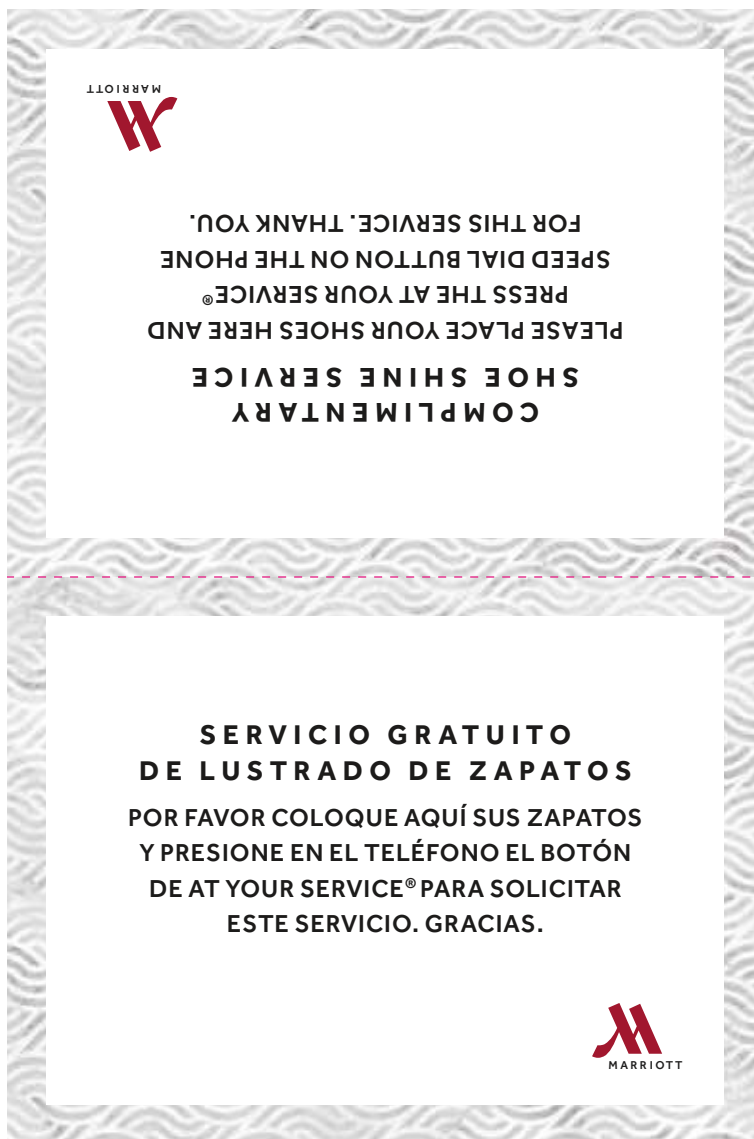 COMPLIMENTARY
SHOE SHINE SERVICE
PLEASE PLACE YOUR SHOES HERE AND
PRESS THE AT YOUR SERVICE®
SPEED DIAL BUTTON ON THE PHONE
FOR THIS SERVICE. THANK YOU.
MARRIOTT
SERVICIO GRATUITO
DE LUSTRADO DE ZAPATOS
POR FAVOR COLOQUE AQUÍ SUS ZAPATOS
Y PRESIONE EN EL TELÉFONO EL BOTÓN
DE AT YOUR SERVICE® PARA SOLICITAR
ESTE SERVICIO. GRACIAS.
MARRIOTT